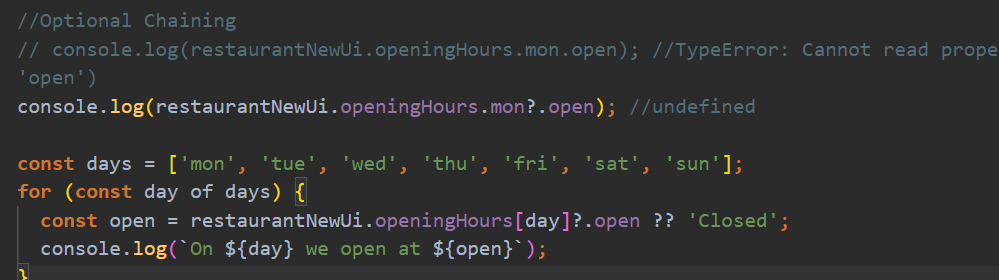 //Optional Chaining
// console.log(restaurantNewUi.openingHours.mon.open); //TypeError: Cannot read
'open')
console.log(restaurantNewUi.openingHours.mon?.open); //undefined
const days = ['mon', 'tue', 'wed', 'thu', 'fri', 'sat', 'sun'];
for (const day of days) {
const open = restaurantNewUi.openingHours[day]?.open ?? 'Closed';
console.log(`On ${day} we open at ${open}`);
}